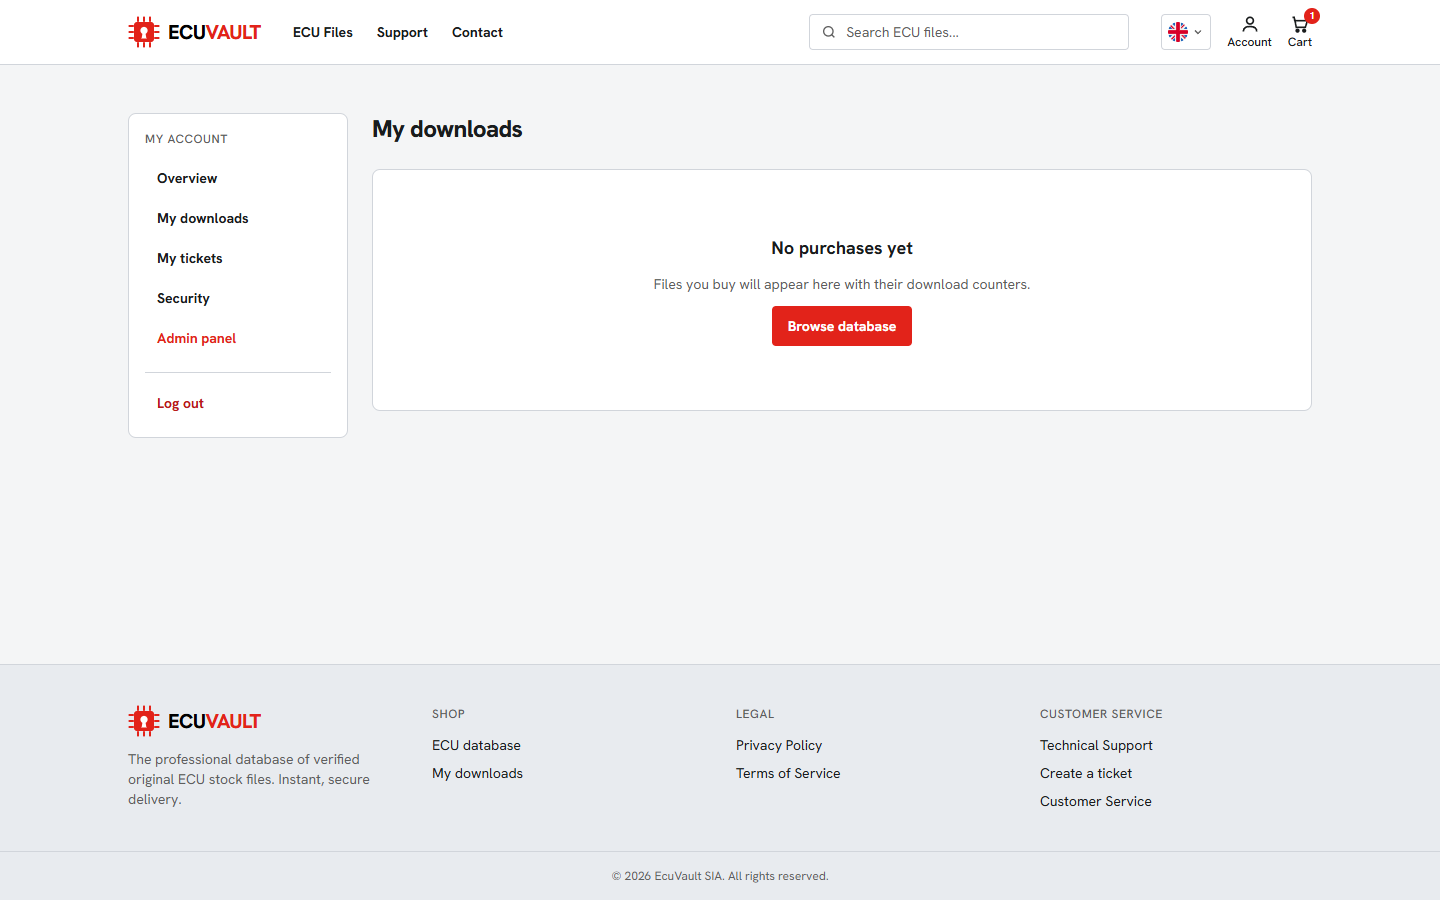 ECUVAULT
ECU Files
Support
Contact
Search ECU files...
Account
1
Cart
MY ACCOUNT
Overview
My downloads
My tickets
Security
Admin panel
Log out
My downloads
No purchases yet
Files you buy will appear here with their download counters.
Browse database
ECUVAULT
The professional database of verified
original ECU stock files. Instant, secure
delivery.
SHOP
ECU database
My downloads
LEGAL
Privacy Policy
Terms of Service
CUSTOMER SERVICE
Technical Support
Create a ticket
Customer Service
© 2026 EcuVault SIA. All rights reserved.